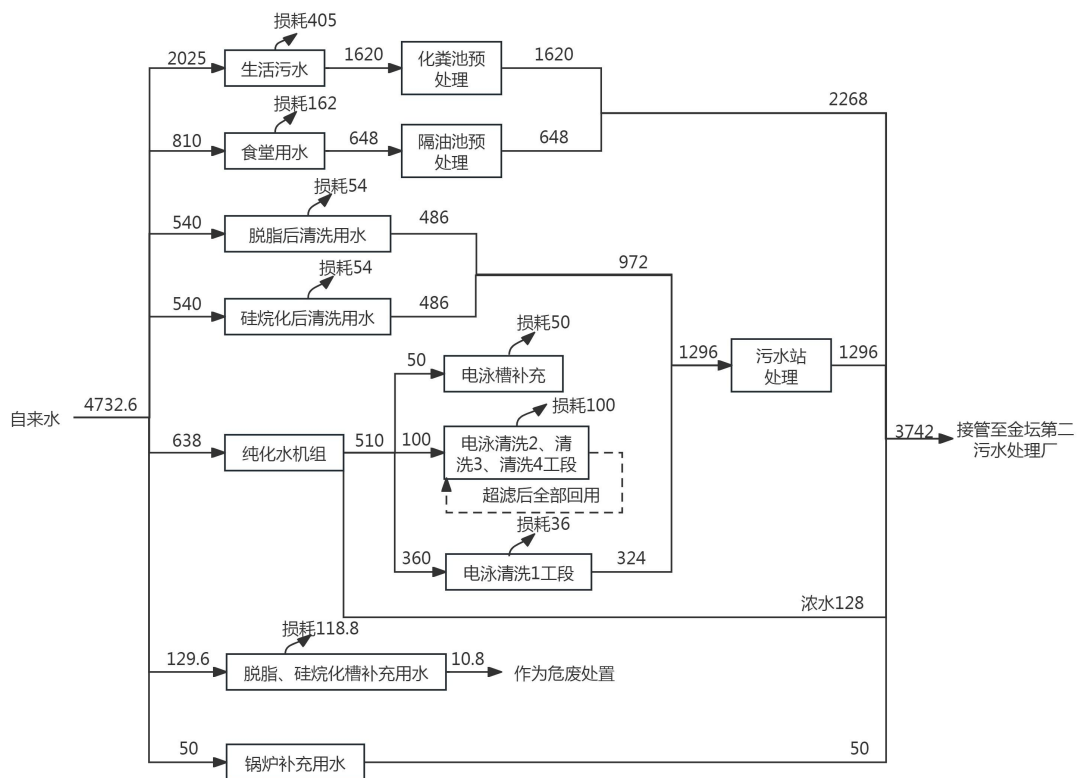 损耗405
2025
生活污水
1620
化粪池预
处理
1620
2268
损耗162
810
食堂用水
648
隔油池预
处理
648
损耗54
540
脱脂后清洗用水
486
972
损耗54
540
硅烷化后清洗用水
486
损耗50
50
电泳槽补充
1296
污水站
处理
1296
自来水
4732.6
638
纯化水机组
510
损耗100
100
电泳清洗2、清
洗3、清洗4工段
超滤后全部回用
3742
接管至金坛第二
污水处理厂
损耗36
360
电泳清洗1工段
324
浓水128
损耗118.8
129.6
脱脂、硅烷化槽补充用水
10.8
作为危废处置
50
锅炉补充用水
50